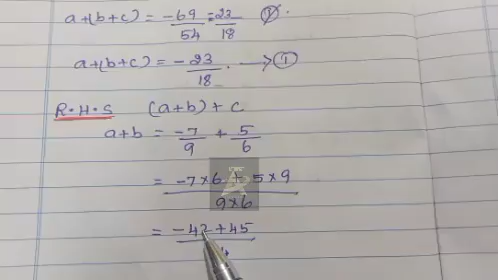 a+(b+c) = -69/54 = 23/18 ①.
a+(b+c) = -23/18. → ①
R.H.S (a+b)+c
a+b = -7/9 + 5/6
= -7×6 + 5×9 / 9×6
= -42+45 /